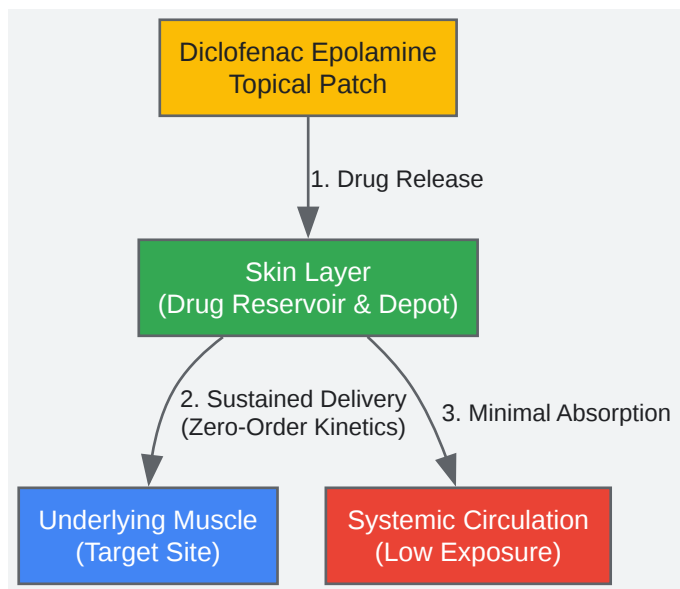 Diclofenac Epolamine
Topical Patch
1. Drug Release
Skin Layer
(Drug Reservoir & Depot)
2. Sustained Delivery
(Zero-Order Kinetics)
3. Minimal Absorption
Underlying Muscle
(Target Site)
Systemic Circulation
(Low Exposure)